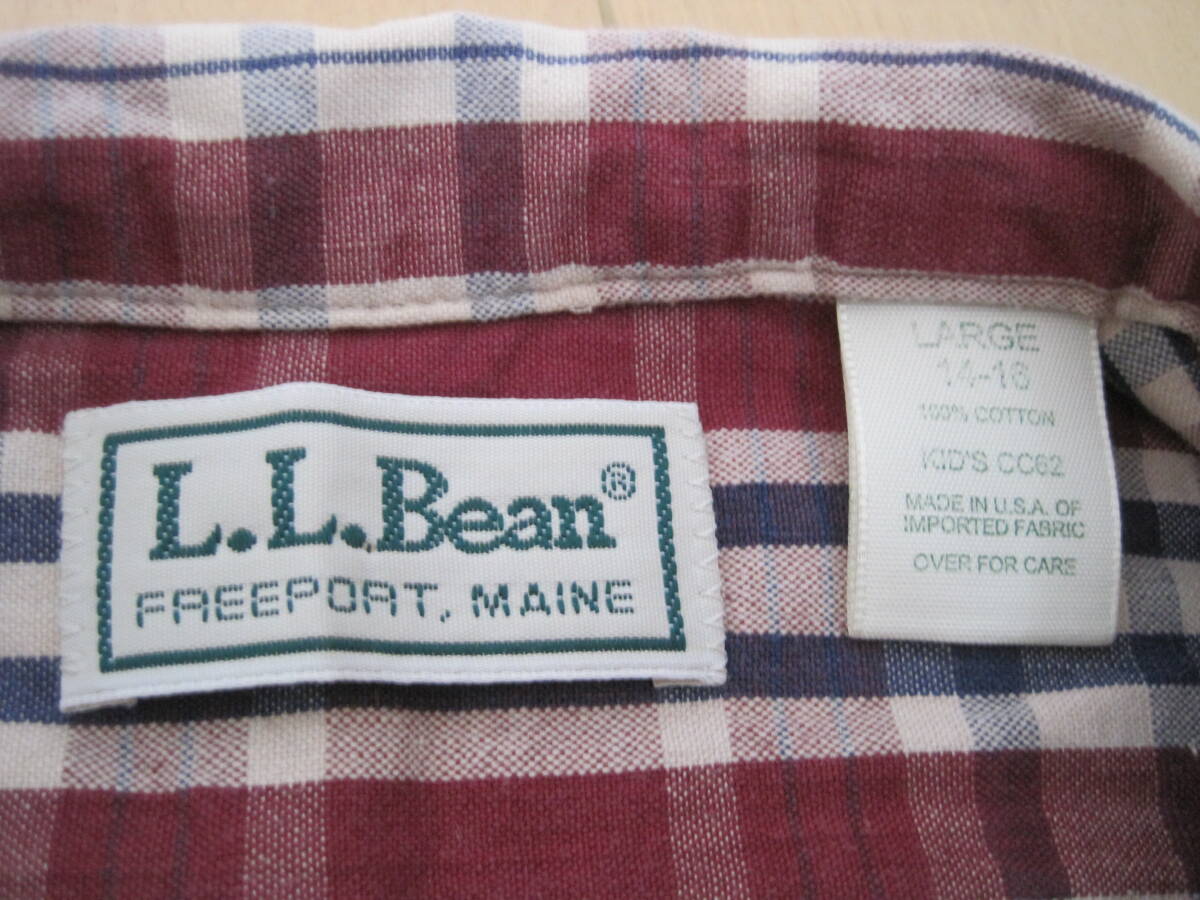 L.L.Bean®
FREEPORT, MAINE
LARGE
14-16
100% COTTON
KID'S CC62
MADE IN U.S.A. OF
IMPORTED FABRIC
OVER FOR CARE